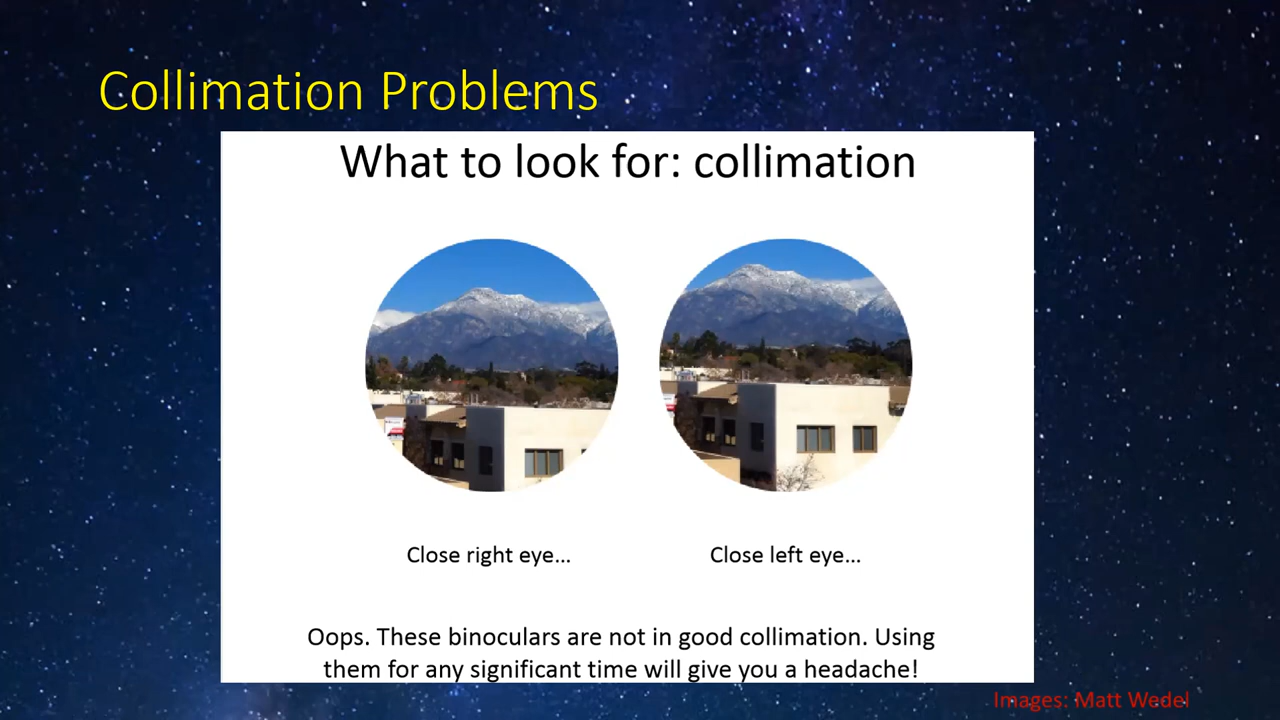 Collimation Problems
What to look for: collimation
Close right eye...
Close left eye...
Oops. These binoculars are not in good collimation. Using
them for any significant time will give you a headache!
Images: Matt Wedel